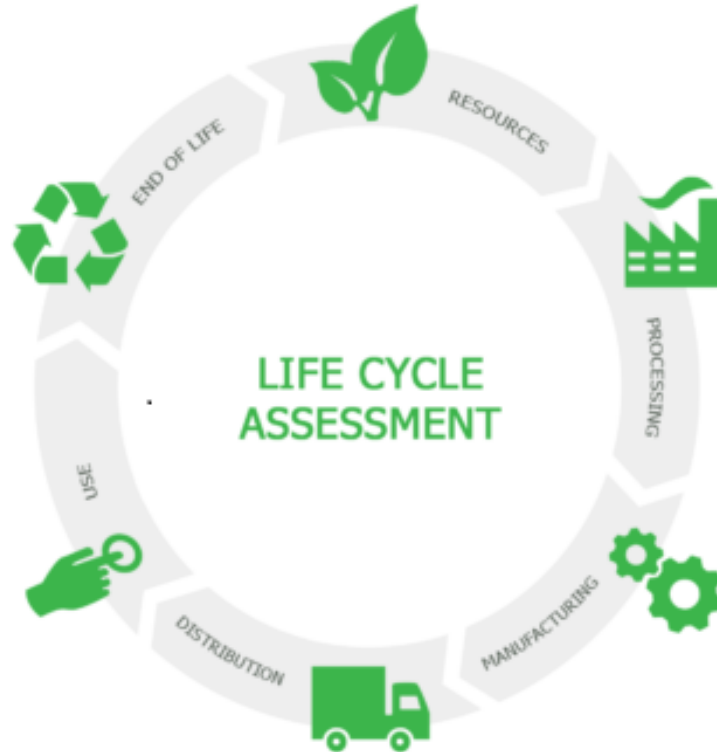 RESOURCES
PROCESSING
MANUFACTURING
DISTRIBUTION
USE
END OF LIFE
LIFE CYCLE
ASSESSMENT